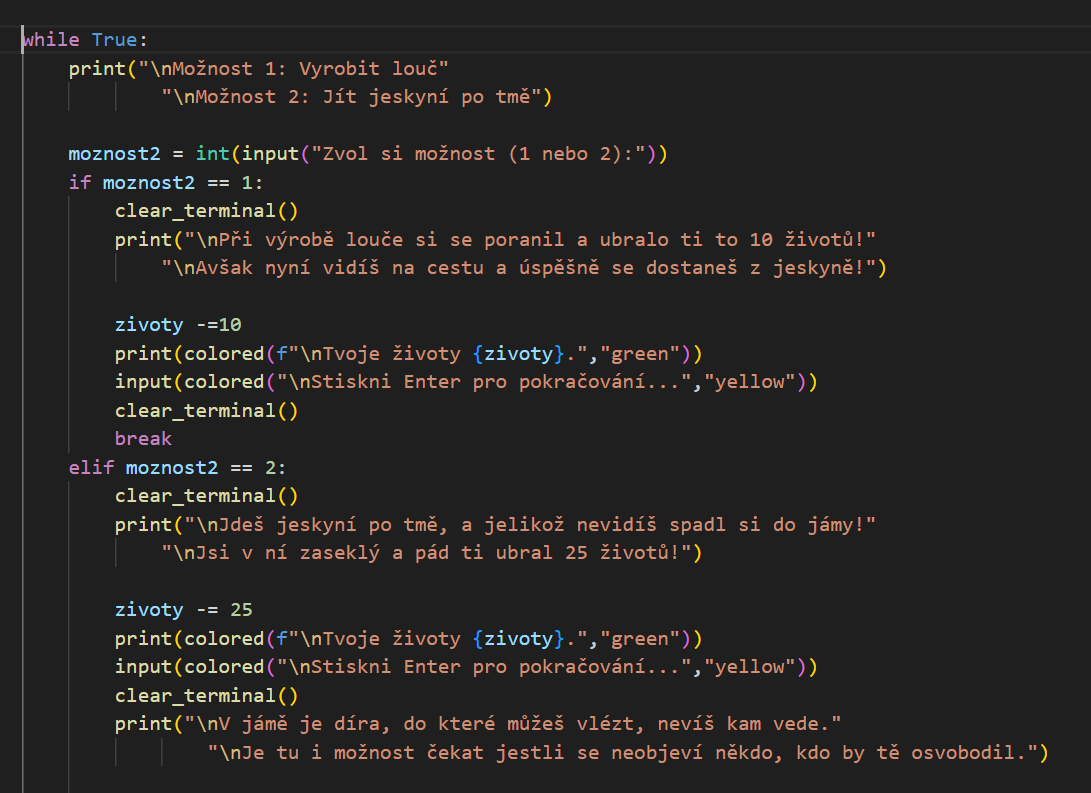 while True:
    print("\nMožnost 1: Vyrobit louč"
            "\nMožnost 2: Jít jeskyní po tmě")
    moznost2 = int(input("Zvol si možnost (1 nebo 2):"))
    if moznost2 == 1:
        clear_terminal()
        print("\nPři výrobě louče si se poranil a ubralo ti to 10 životů!"
            "\nAvšak nyní vidíš na cestu a úspěšně se dostaneš z jeskyně!")
        zivoty -=10
        print(colored(f"\nTvoje životy {zivoty}.","green"))
        input(colored("\nStiskni Enter pro pokračování...","yellow"))
        clear_terminal()
        break
    elif moznost2 == 2:
        clear_terminal()
        print("\nJdeš jeskyní po tmě, a jelikož nevidíš spadl si do jámy!"
            "\nJsi v ní zaseklý a pád ti ubral 25 životů!")
        zivoty -= 25
        print(colored(f"\nTvoje životy {zivoty}.","green"))
        input(colored("\nStiskni Enter pro pokračování...","yellow"))
        clear_terminal()
        print("\nV jámě je díra, do které můžeš vlézt, nevíš kam vede."
                "\nJe tu i možnost čekat jestli se neobjeví někdo, kdo by tě osvobodil.")